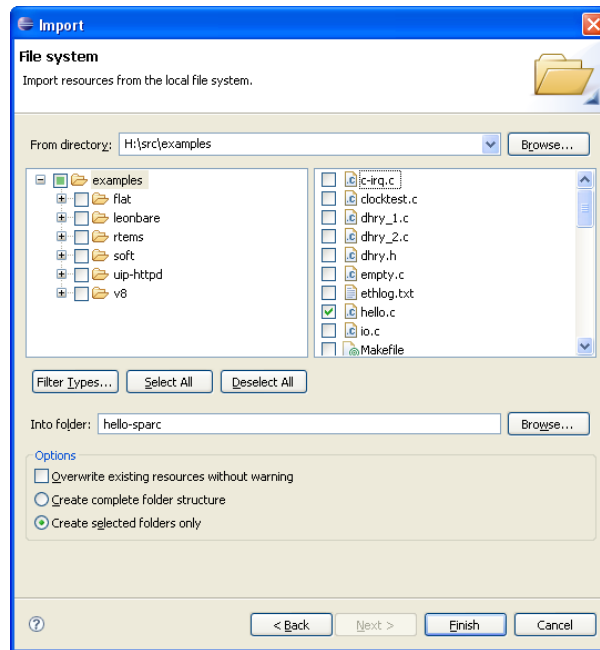 Import
File system
Import resources from the local file system.
From directory: H:\src\examples Browse...
examples
flat
leonbare
rtems
soft
uip-httpd
v8
c-irq.c
clocktest.c
dhry_1.c
dhry_2.c
dhry.h
empty.c
ethlog.txt
hello.c
io.c
Makefile
Filter Types... Select All Deselect All
Into folder: hello-sparc Browse...
Options
Overwrite existing resources without warning
Create complete folder structure
Create selected folders only
? < Back Next > Finish Cancel